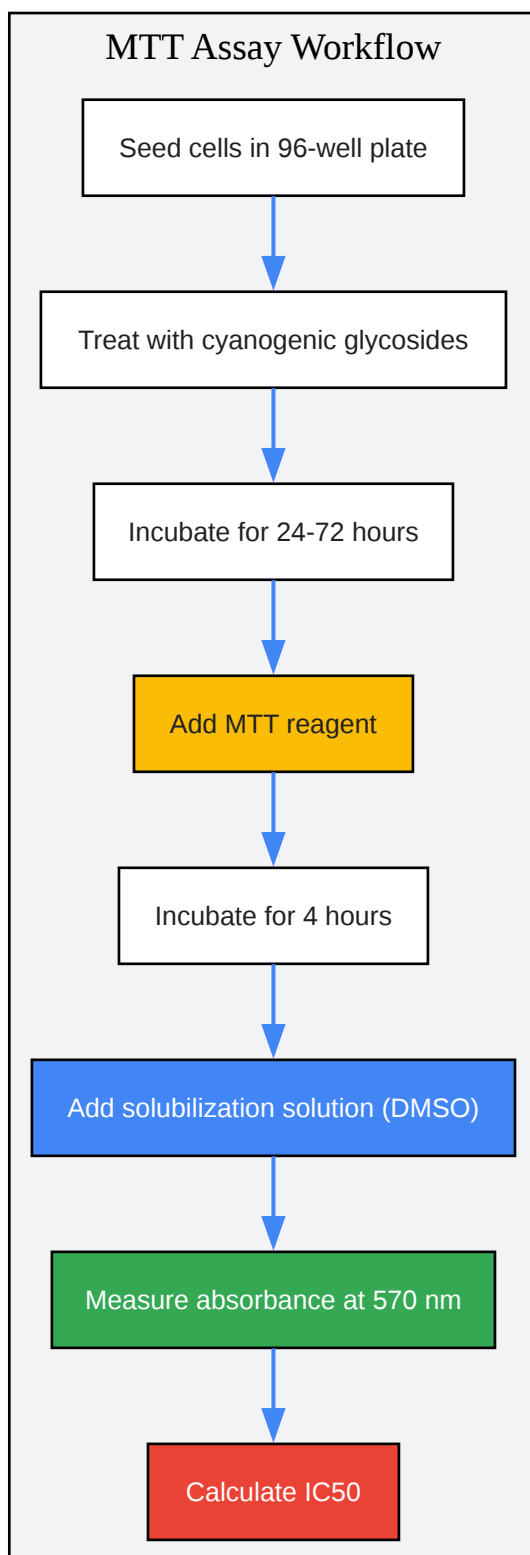 MTT Assay Workflow
Seed cells in 96-well plate
Treat with cyanogenic glycosides
Incubate for 24-72 hours
Add MTT reagent
Incubate for 4 hours
Add solubilization solution (DMSO)
Measure absorbance at 570 nm
Calculate IC50